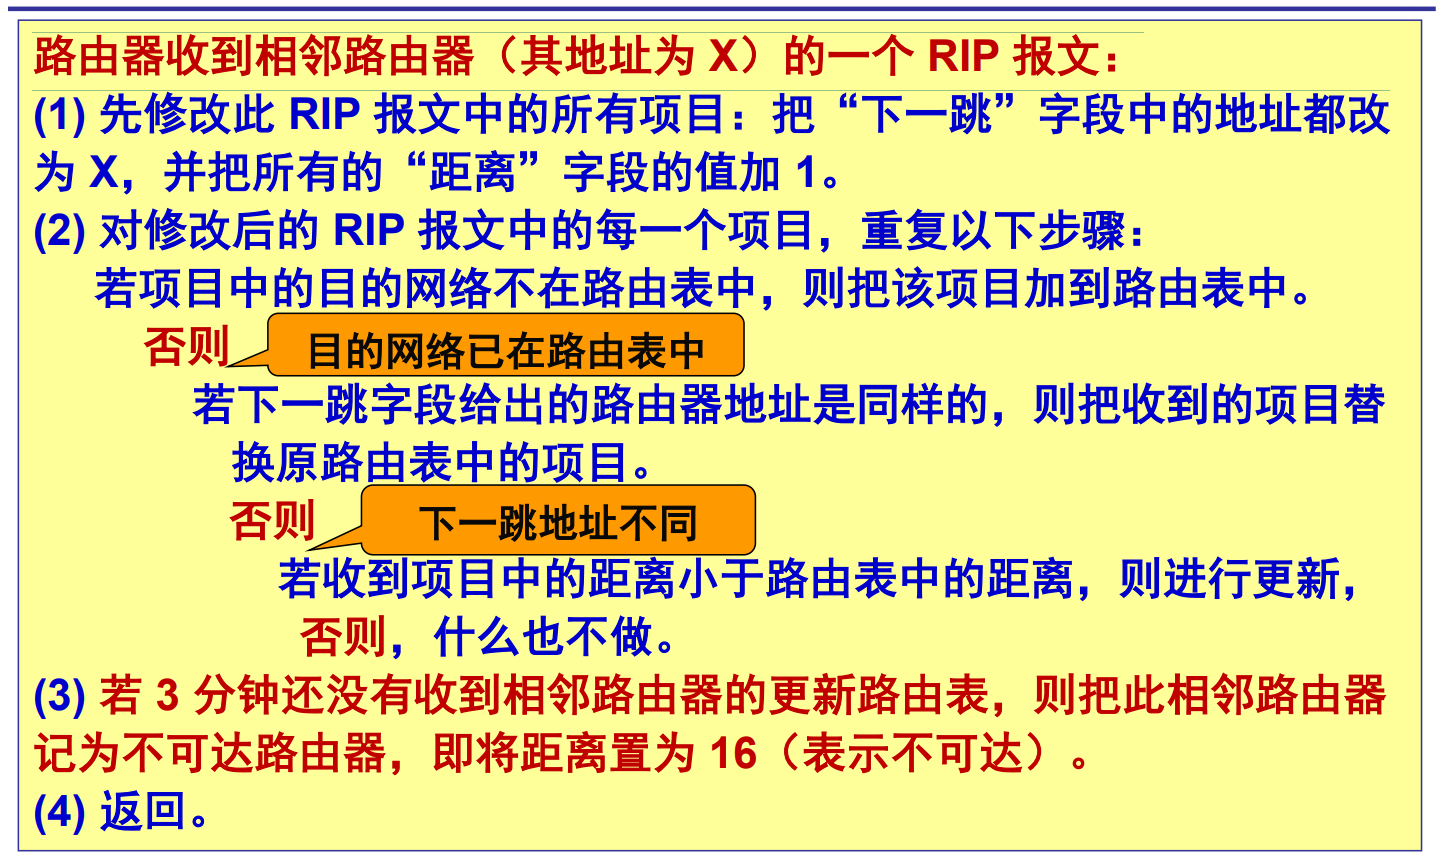 路由器收到相邻路由器（其地址为 X）的一个 RIP 报文：
(1) 先修改此 RIP 报文中的所有项目：把“下一跳”字段中的地址都改
为 X，并把所有的“距离”字段的值加 1。
(2) 对修改后的 RIP 报文中的每一个项目，重复以下步骤：
若项目中的目的网络不在路由表中，则把该项目加到路由表中。
否则 目的网络已在路由表中
若下一跳字段给出的路由器地址是同样的，则把收到的项目替
换原路由表中的项目。
否则 下一跳地址不同
若收到项目中的距离小于路由表中的距离，则进行更新，
否则，什么也不做。
(3) 若 3 分钟还没有收到相邻路由器的更新路由表，则把此相邻路由器
记为不可达路由器，即将距离置为 16（表示不可达）。
(4) 返回。